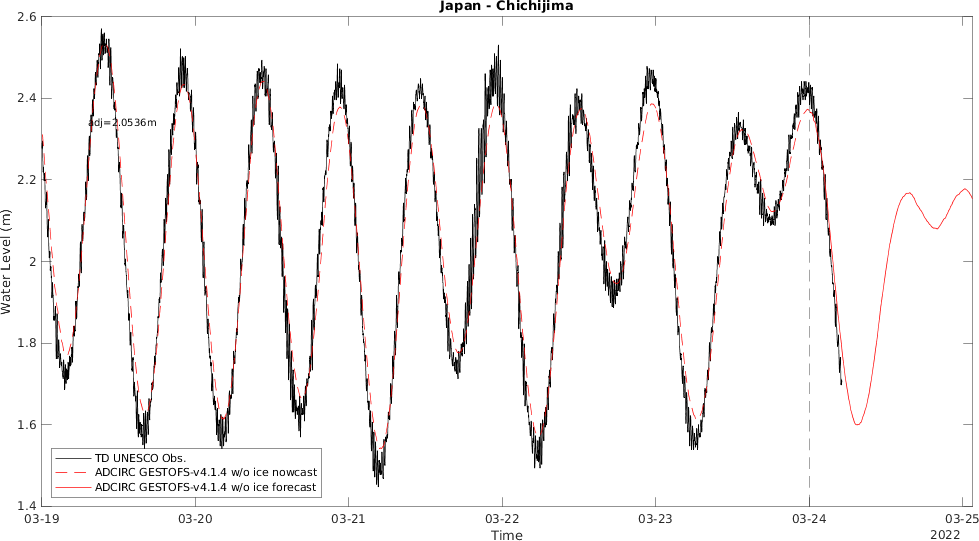 Japan - Chichijima
2.6
2.4
2.2
2
1.8
1.6
1.4
Water Level (m)
adj=2.0536m
TD UNESCO Obs.
ADCIRC GESTOFS-v4.1.4 w/o ice nowcast
ADCIRC GESTOFS-v4.1.4 w/o ice forecast
03-19
03-20
03-21
03-22
03-23
03-24
03-25
Time
2022